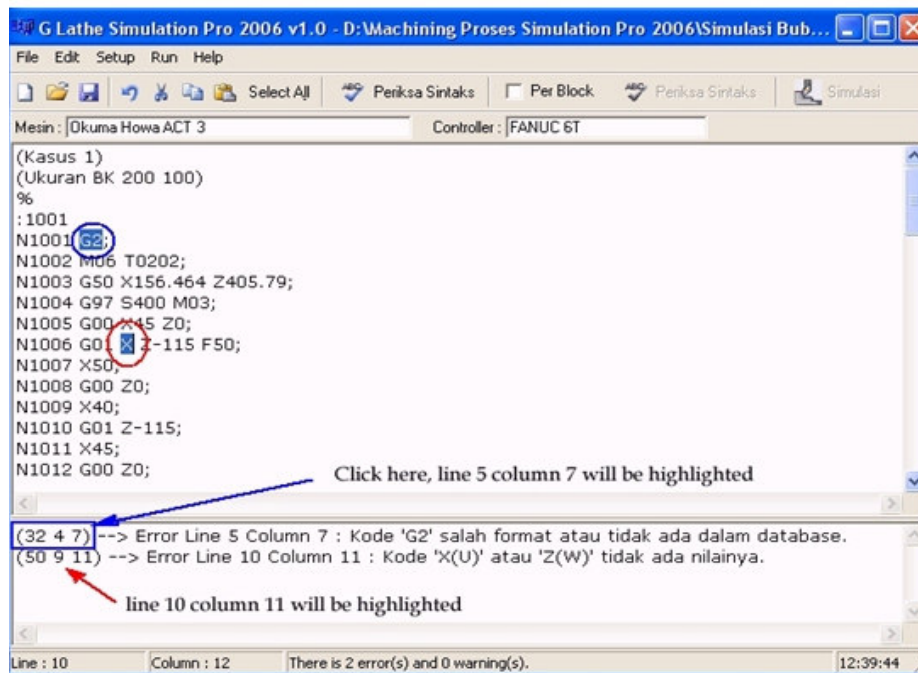 G Lathe Simulation Pro 2006 v1.0 - D:\Machining Proses Simulation Pro 2006\Simulasi Bub...
File Edit Setup Run Help
Select All Periksa Sintaks Per Block Periksa Sintaks Simulasi
Mesin : Okuma Howa ACT 3 Controller : FANUC 6T
(Kasus 1)
(Ukuran BK 200 100)
%
:1001
N1001 G2;
N1002 M06 T0202;
N1003 G50 X156.464 Z405.79;
N1004 G97 S400 M03;
N1005 G00 X45 Z0;
N1006 G01 X Z-115 F50;
N1007 X50;
N1008 G00 Z0;
N1009 X40;
N1010 G01 Z-115;
N1011 X45;
N1012 G00 Z0;
Click here, line 5 column 7 will be highlighted
(32 4 7) --> Error Line 5 Column 7 : Kode 'G2' salah format atau tidak ada dalam database.
(50 9 11) --> Error Line 10 Column 11 : Kode 'X(U)' atau 'Z(W)' tidak ada nilainya.
line 10 column 11 will be highlighted
Line : 10 Column : 12 There is 2 error(s) and 0 warning(s). 12:39:44